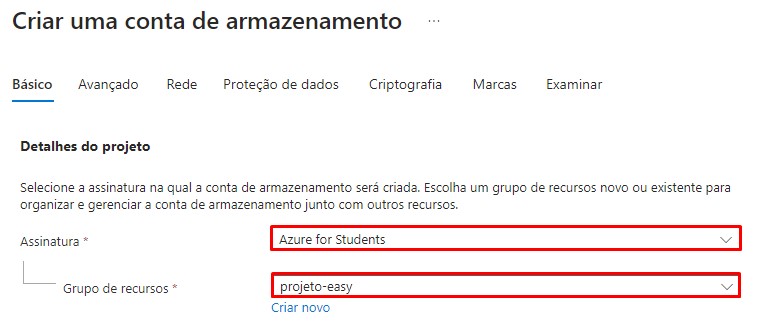 Criar uma conta de armazenamento ...
Básico Avançado Rede Proteção de dados Criptografia Marcas Examinar
Detalhes do projeto
Selecione a assinatura na qual a conta de armazenamento será criada. Escolha um grupo de recursos novo ou existente para
organizar e gerenciar a conta de armazenamento junto com outros recursos.
Assinatura * Azure for Students
Grupo de recursos * projeto-easy
Criar novo